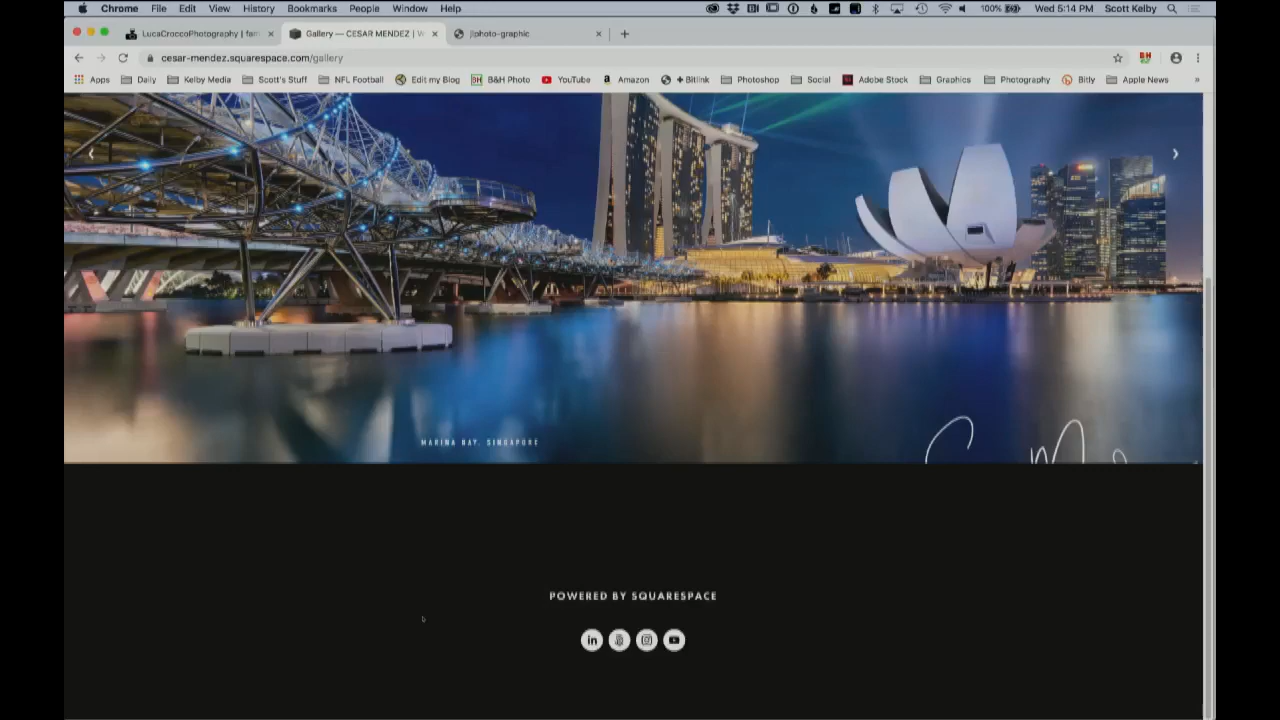 Chrome File Edit View History Bookmarks People Window Help 100% Wed 5:14 PM Scott Kelby
LucaCroccoPhotography | fam Gallery — CESAR MENDEZ | W jlphoto-graphic
cesar-mendez.squarespace.com/gallery
Apps Daily Kelby Media Scott's Stuff NFL Football Edit my Blog B&H Photo YouTube Amazon + Bitlink Photoshop Social Adobe Stock Graphics Photography Bitly Apple News »
MARINA BAY, SINGAPORE
POWERED BY SQUARESPACE
in